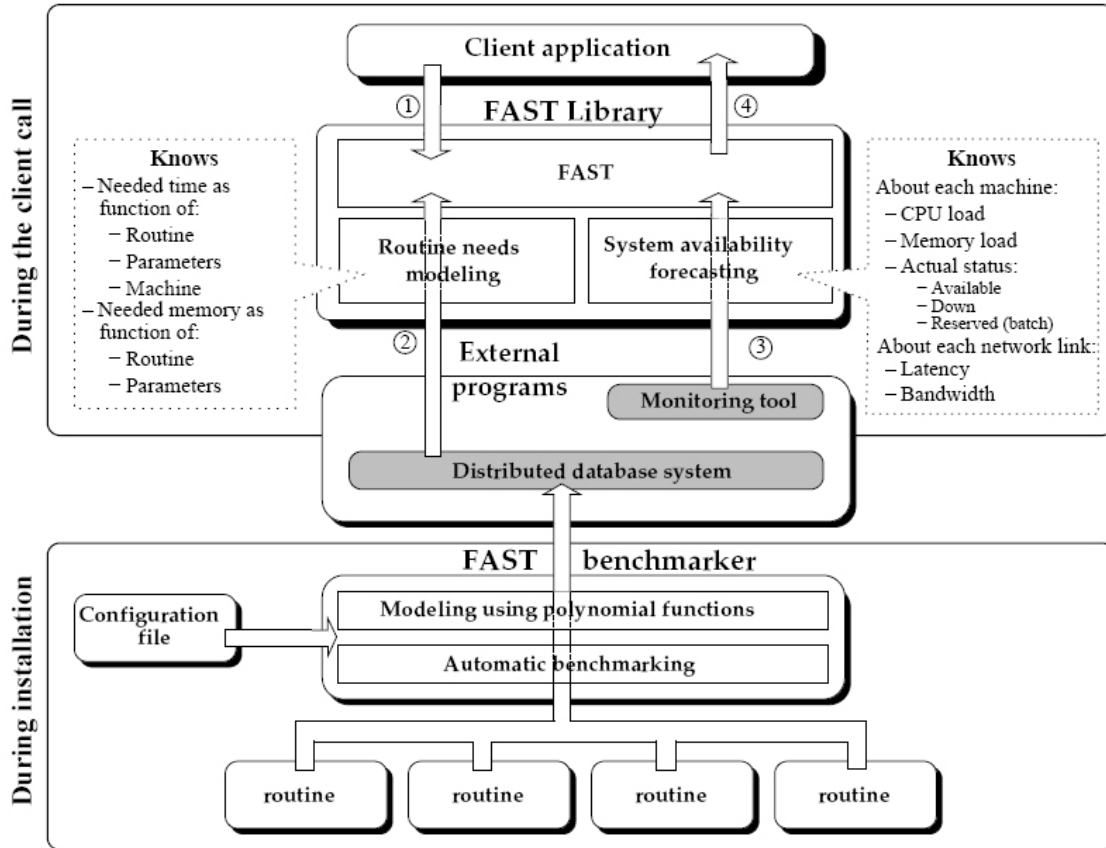 During the client call
Client application
①
④
FAST Library
FAST
Routine needs
modeling
System availability
forecasting
Knows
– Needed time as
function of:
– Routine
– Parameters
– Machine
– Needed memory as
function of:
– Routine
– Parameters
Knows
About each machine:
– CPU load
– Memory load
– Actual status:
– Available
– Down
– Reserved (batch)
About each network link:
– Latency
– Bandwidth
②
③
External
programs
Monitoring tool
Distributed database system
During installation
FAST benchmarker
Configuration
file
Modeling using polynomial functions
Automatic benchmarking
routine
routine
routine
routine